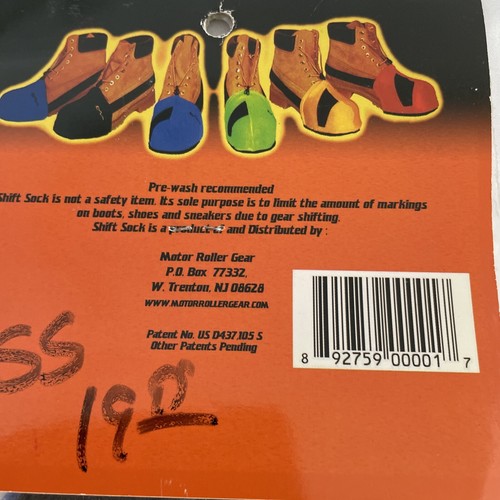 Pre-wash recommended
Shift Sock is not a safety item. Its sole purpose is to limit the amount of markings
on boots, shoes and sneakers due to gear shifting.
Shift Sock is a product of and Distributed by :
Motor Roller Gear
P.O. Box 77332,
W. Trenton, NJ 08628
WWW.MOTORROLLERGEAR.COM
Patent No. US D437,105 S
Other Patents Pending
8 92759 00001 7
SS
19.00